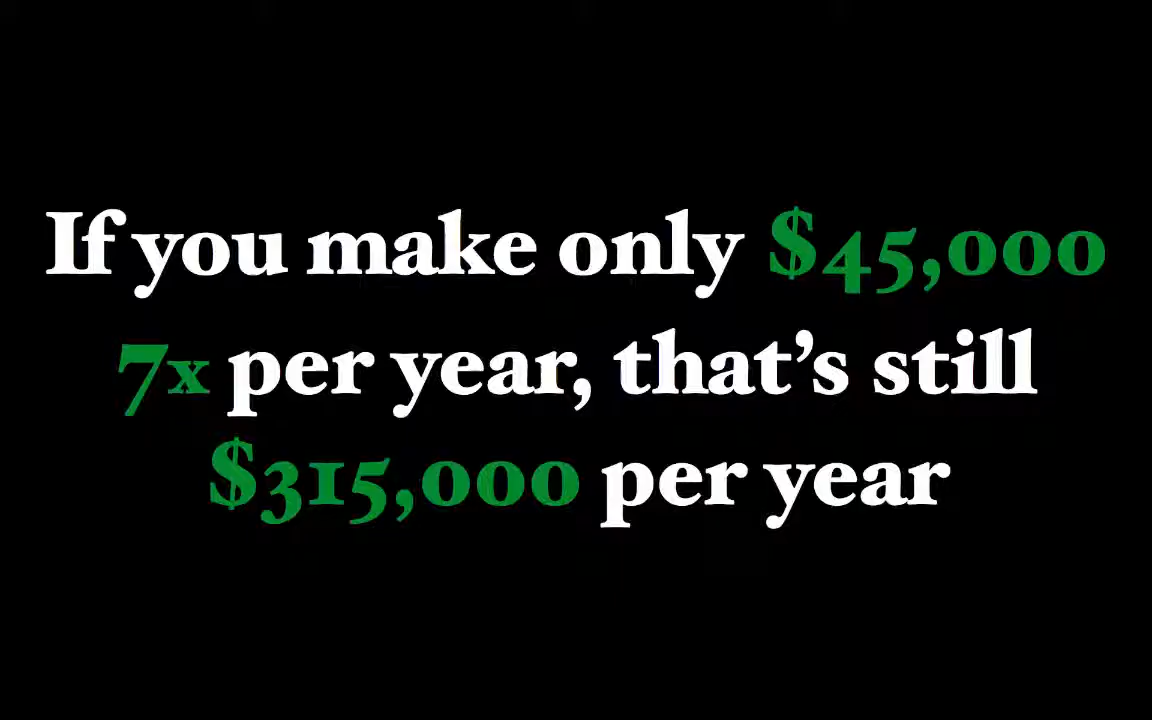 If you make only $45,000
7x per year, that’s still
$315,000 per year